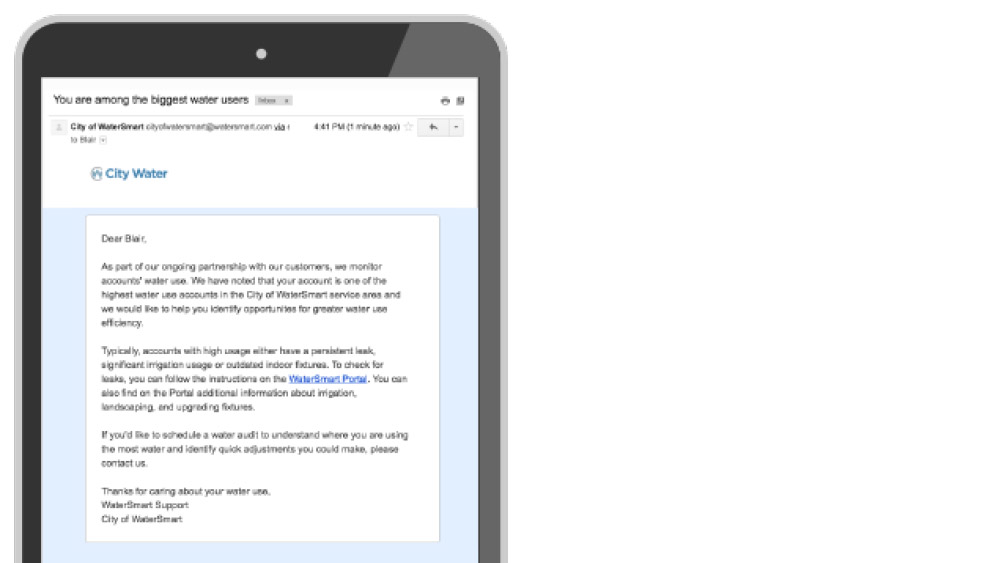 You are among the biggest water users Inbox x
City of WaterSmart cityofwatersmart@watersmart.com via 4:41 PM (1 minute ago)
to Blair
City Water
Dear Blair,
As part of our ongoing partnership with our customers, we monitor
accounts' water use. We have noted that your account is one of the
highest water use accounts in the City of WaterSmart service area and
we would like to help you identify opportunites for greater water use
efficiency.
Typically, accounts with high usage either have a persistent leak,
significant irrigation usage or outdated indoor fixtures. To check for
leaks, you can follow the instructions on the WaterSmart Portal. You can
also find on the Portal additional information about irrigation,
landscaping, and upgrading fixtures.
If you'd like to schedule a water audit to understand where you are using
the most water and identify quick adjustments you could make, please
contact us.
Thanks for caring about your water use,
WaterSmart Support
City of WaterSmart